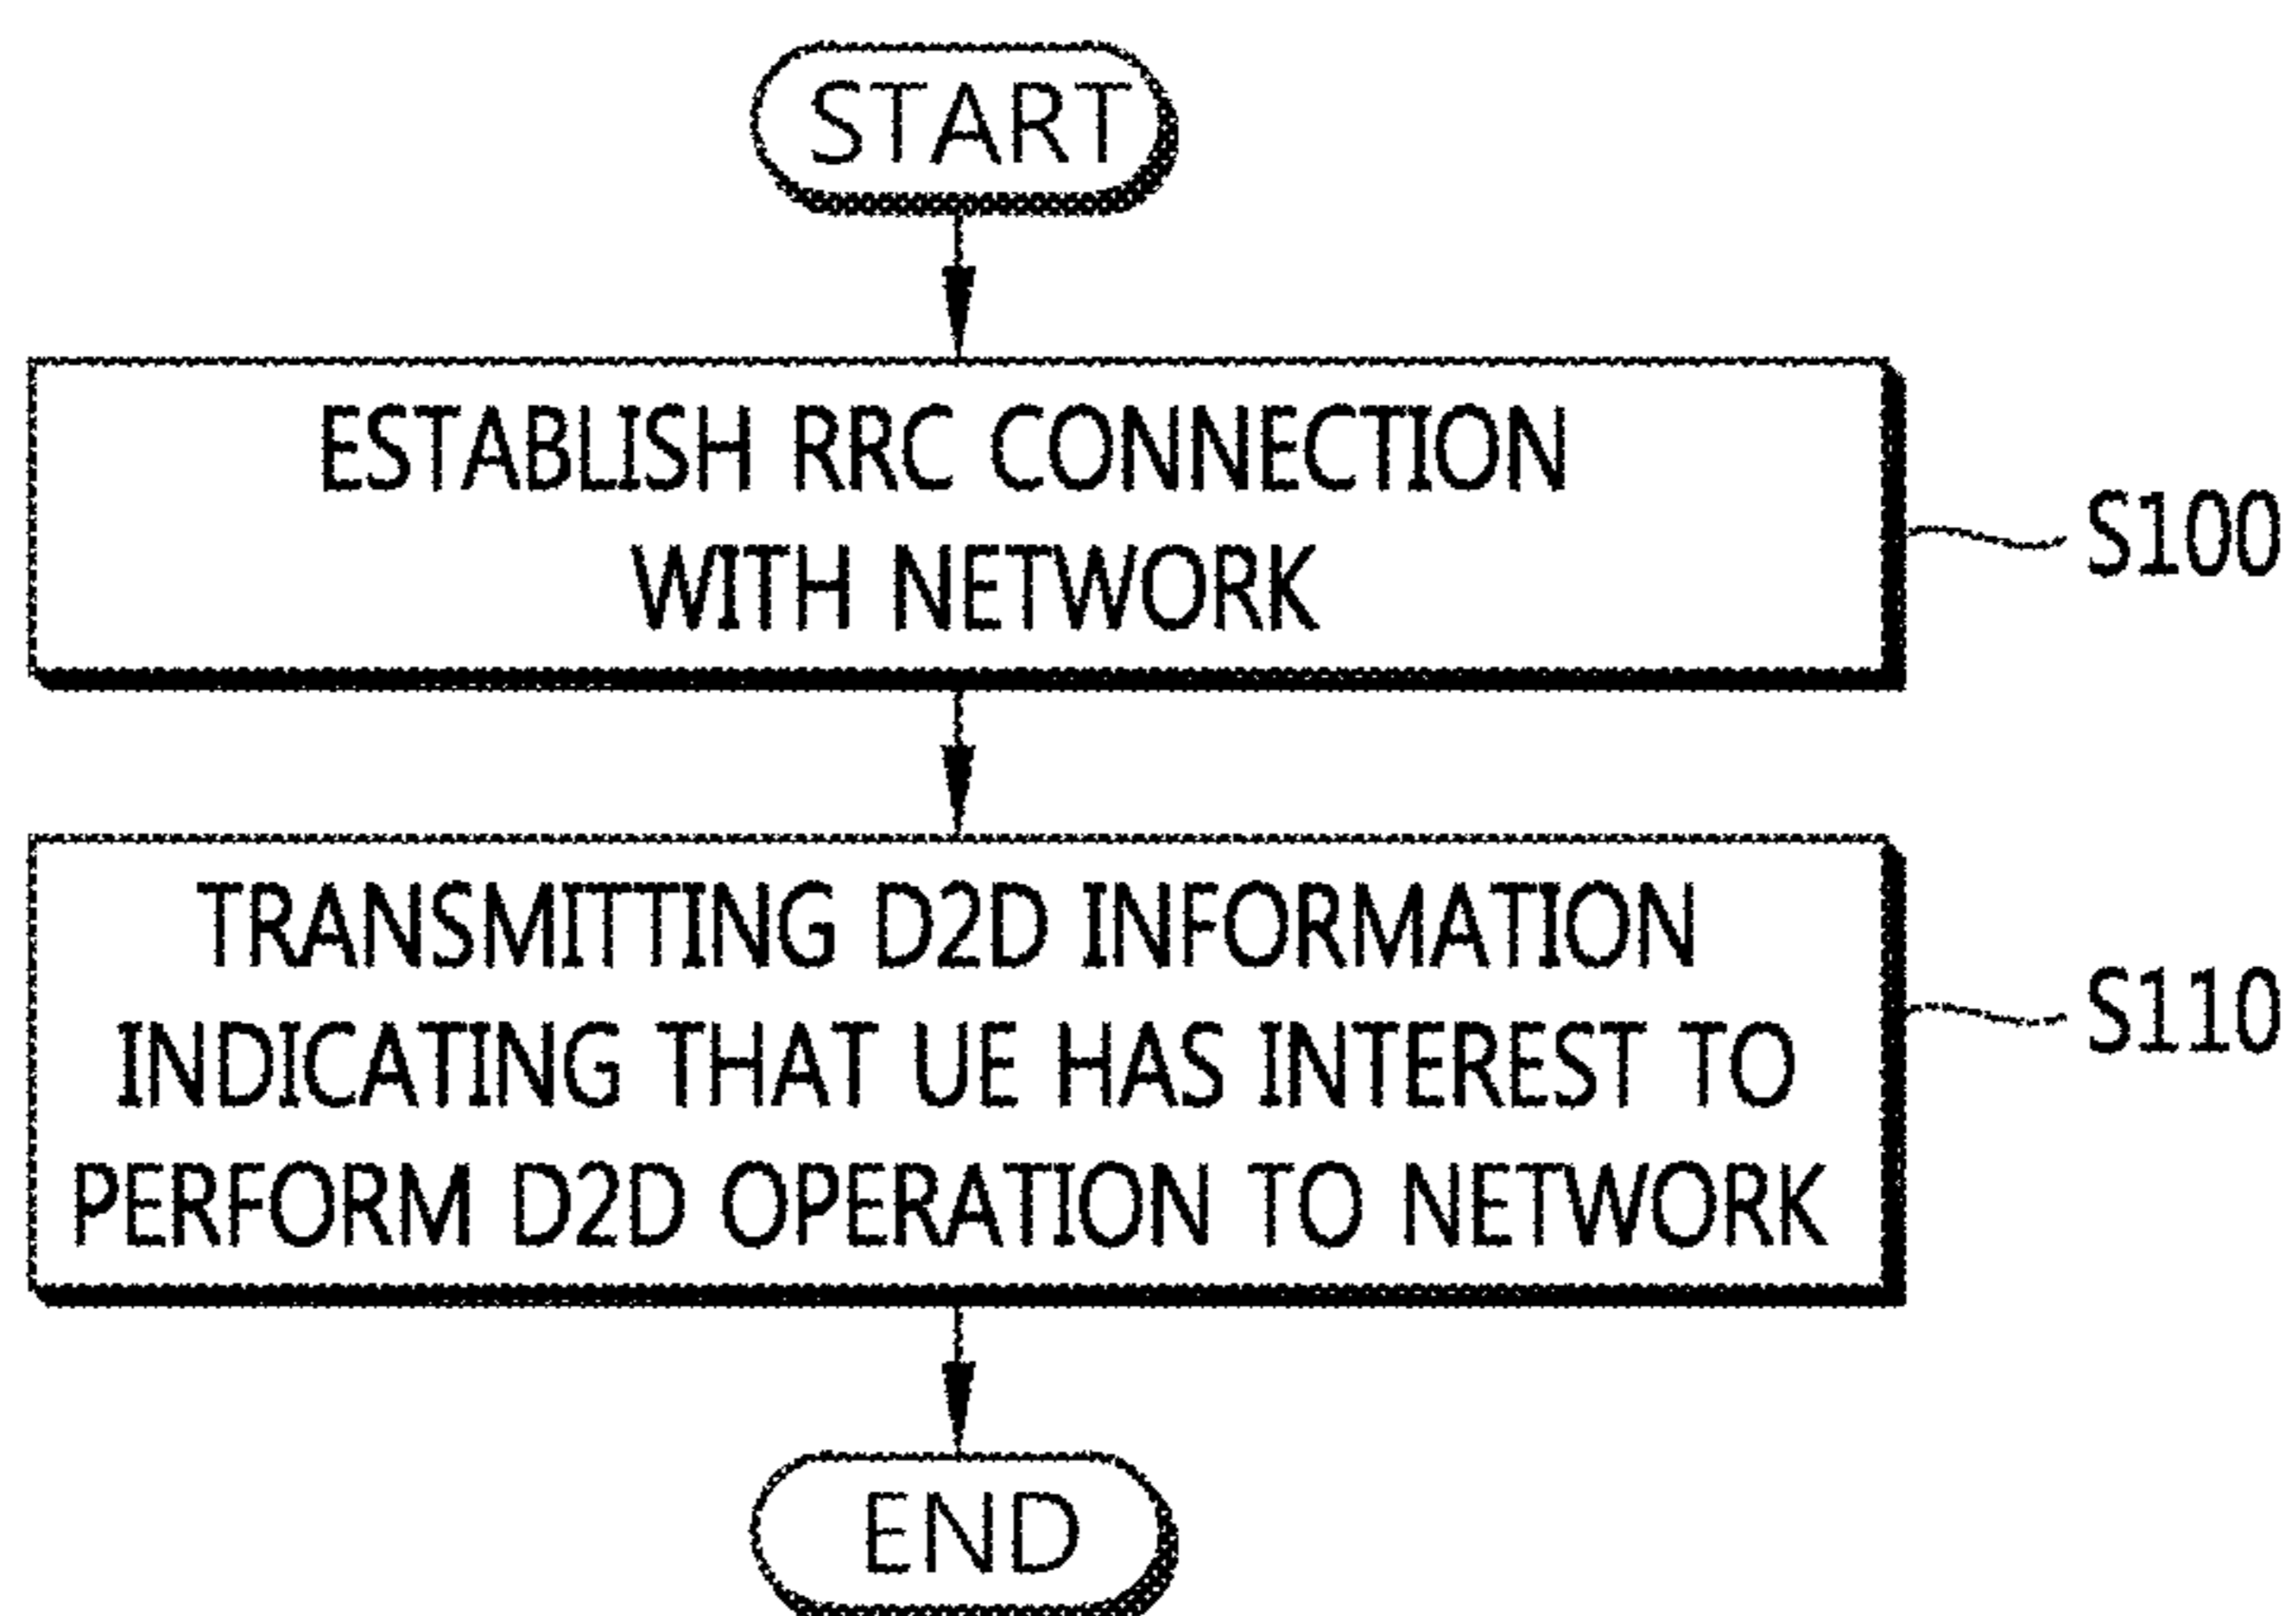 START
ESTABLISH RRC CONNECTION
WITH NETWORK
S100
TRANSMITTING D2D INFORMATION
INDICATING THAT UE HAS INTEREST TO
PERFORM D2D OPERATION TO NETWORK
S110
END